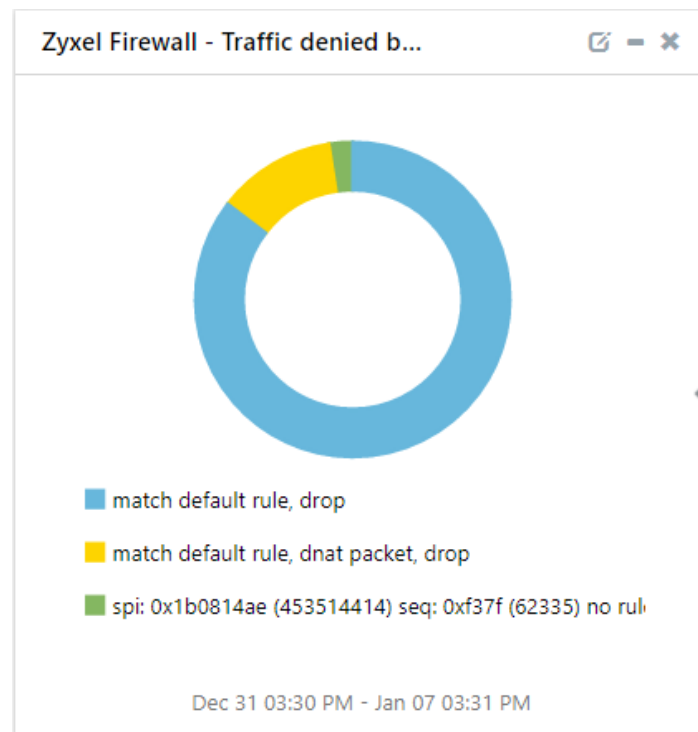 Zyxel Firewall - Traffic denied b...
match default rule, drop
match default rule, dnat packet, drop
spi: 0x1b0814ae (453514414) seq: 0xf37f (62335) no rul
Dec 31 03:30 PM - Jan 07 03:31 PM